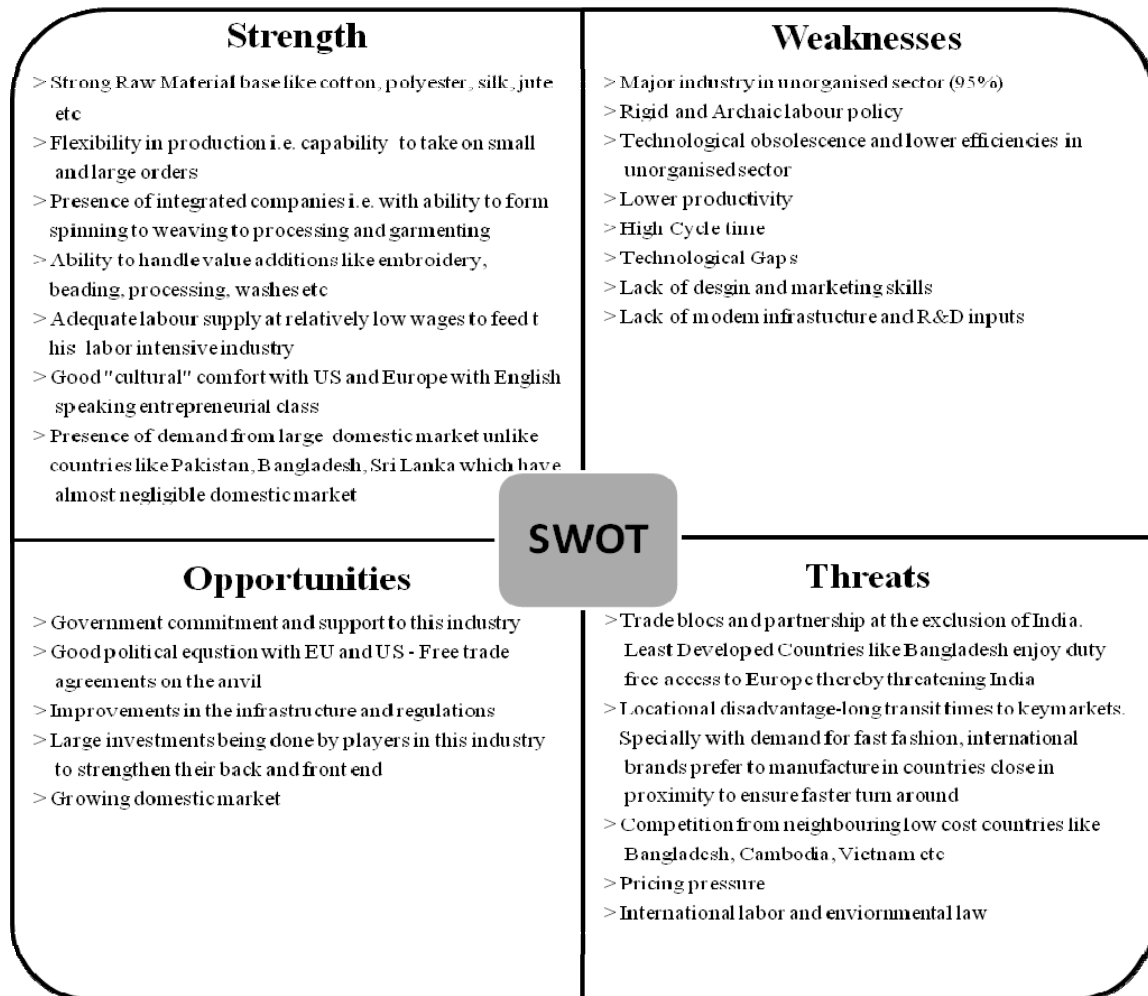 Strength
> Strong Raw Material base like cotton, polyester, silk, jute
etc
> Flexibility in production i.e. capability to take on small
and large orders
> Presence of integrated companies i.e. with ability to form
spinning to weaving to processing and garmenting
> Ability to handle value additions like embroidery,
beading, processing, washes etc
> Adequate labour supply at relatively low wages to feed t
his labor intensive industry
> Good "cultural" comfort with US and Europe with English
speaking entrepreneurial class
> Presence of demand from large domestic market unlike
countries like Pakistan, Bangladesh, Sri Lanka which have
almost negligible domestic market
Weaknesses
> Major industry in unorganised sector (95%)
> Rigid and Archaic labour policy
> Technological obsolescence and lower efficiencies in
unorganised sector
> Lower productivity
> High Cycle time
> Technological Gaps
> Lack of desgin and marketing skills
> Lack of modem infrastucture and R&D inputs
SWOT
Opportunities
> Government commitment and support to this industry
> Good political equstion with EU and US - Free trade
agreements on the anvil
> Improvements in the infrastructure and regulations
> Large investments being done by players in this industry
to strengthen their back and front end
> Growing domestic market
Threats
> Trade blocs and partnership at the exclusion of India.
Least Developed Countries like Bangladesh enjoy duty
free access to Europe thereby threatening India
> Locational disadvantage-long transit times to key markets.
Specially with demand for fast fashion, international
brands prefer to manufacture in countries close in
proximity to ensure faster turn around
> Competition from neighbouring low cost countries like
Bangladesh, Cambodia, Vietnam etc
> Pricing pressure
> International labor and enviornmental law